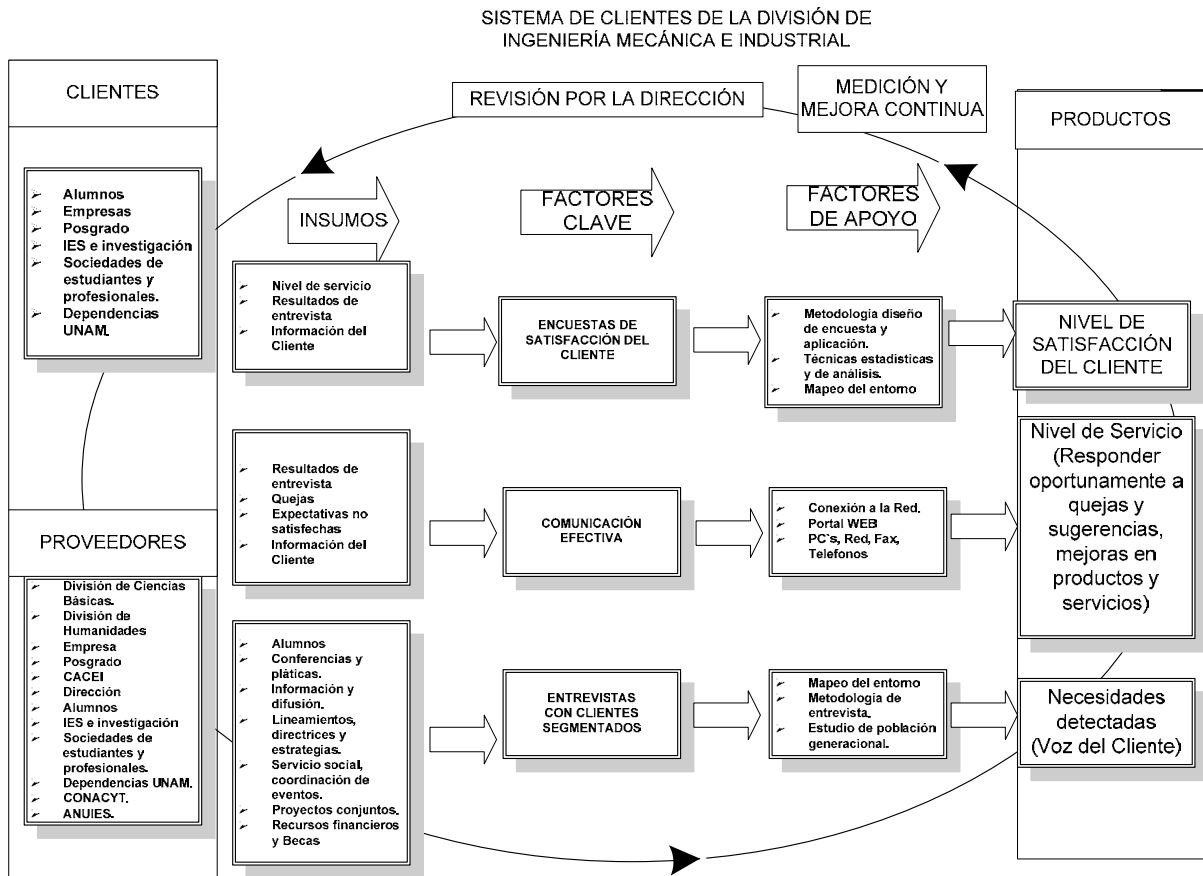 SISTEMA DE CLIENTES DE LA DIVISIÓN DE
INGENIERÍA MECÁNICA E INDUSTRIAL
CLIENTES
REVISIÓN POR LA DIRECCIÓN
MEDICIÓN Y
MEJORA CONTINUA
PRODUCTOS
Alumnos
Empresas
Posgrado
IES e investigación
Sociedades de
estudiantes y
profesionales.
Dependencias
UNAM.
INSUMOS
FACTORES
CLAVE
FACTORES
DE APOYO
Nivel de servicio
Resultados de
entrevista
Información del
Cliente
ENCUESTAS DE
SATISFACCIÓN DEL
CLIENTE
Metodología diseño
de encuesta y
aplicación.
Técnicas estadísticas
y de análisis.
Mapeo del entorno
NIVEL DE
SATISFACCIÓN
DEL CLIENTE
Resultados de
entrevista
Quejas
Expectativas no
satisfechas
Información del
Cliente
COMUNICACIÓN
EFECTIVA
Conexión a la Red.
Portal WEB
PC`s, Red, Fax,
Telefonos
Nivel de Servicio
(Responder
oportunamente a
quejas y
sugerencias,
mejoras en
productos y
servicios)
PROVEEDORES
División de Ciencias
Básicas.
División de
Humanidades
Empresa
Posgrado
CACEI
Dirección
Alumnos
IES e investigación
Sociedades de
estudiantes y
profesionales.
Dependencias UNAM.
CONACYT.
ANUIES.
Alumnos
Conferencias y
pláticas.
Información y
difusión.
Lineamientos,
directrices y
estrategias.
Servicio social,
coordinación de
eventos.
Proyectos conjuntos.
Recursos financieros
y Becas
ENTREVISTAS
CON CLIENTES
SEGMENTADOS
Mapeo del entorno
Metodología de
entrevista.
Estudio de población
generacional.
Necesidades
detectadas
(Voz del Cliente)